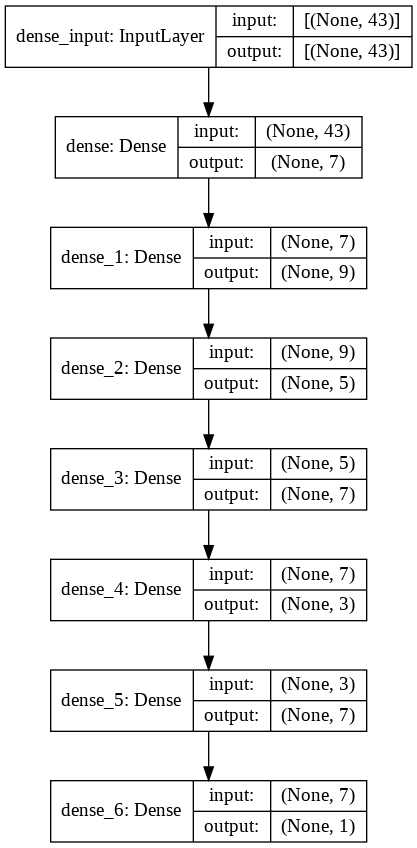 dense_input: InputLayer
input: [(None, 43)]
output: [(None, 43)]
dense: Dense
input: (None, 43)
output: (None, 7)
dense_1: Dense
input: (None, 7)
output: (None, 9)
dense_2: Dense
input: (None, 9)
output: (None, 5)
dense_3: Dense
input: (None, 5)
output: (None, 7)
dense_4: Dense
input: (None, 7)
output: (None, 3)
dense_5: Dense
input: (None, 3)
output: (None, 7)
dense_6: Dense
input: (None, 7)
output: (None, 1)